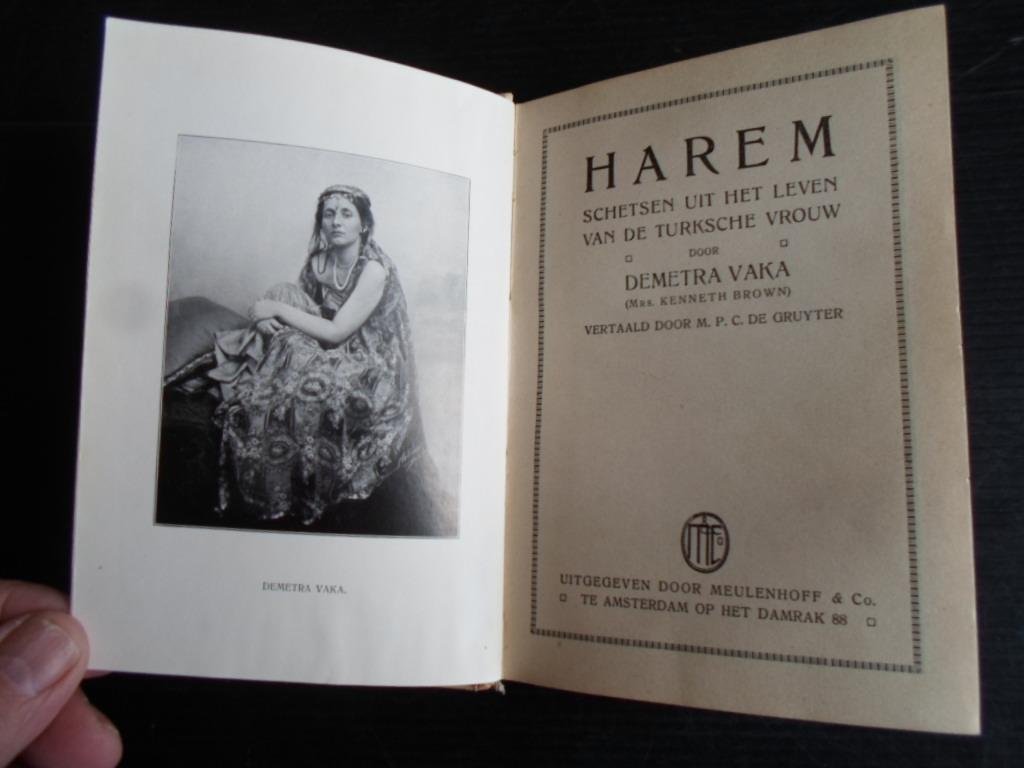 DEMETRA VAKA.
HAREM
SCHETSEN UIT HET LEVEN
VAN DE TURKSCHE VROUW
DOOR
DEMETRA VAKA
(MRS. KENNETH BROWN)
VERTAALD DOOR M. P. C. DE GRUYTER
UITGEGEVEN DOOR MEULENHOFF & Co.
TE AMSTERDAM OP HET DAMRAK 88